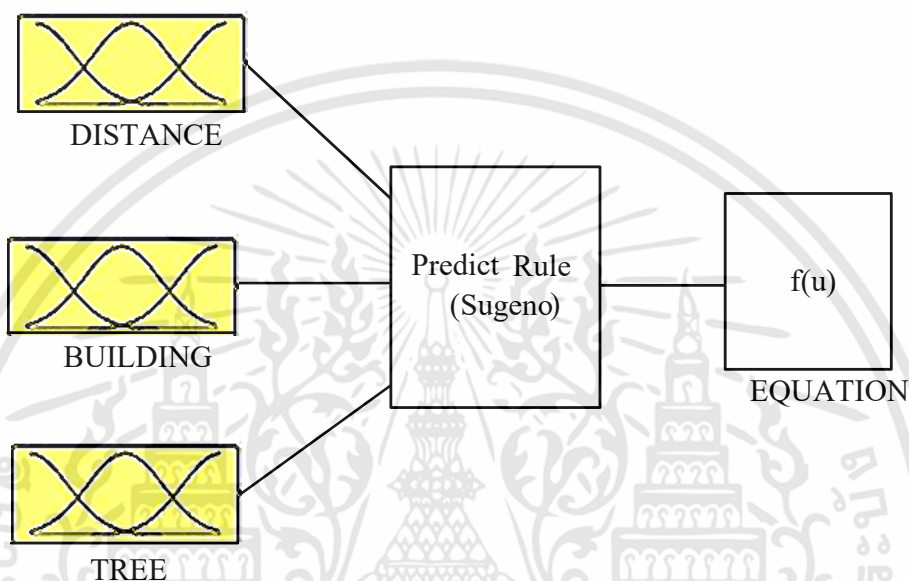 DISTANCE
BUILDING
TREE
Predict Rule
(Sugeno)
f(u)
EQUATION